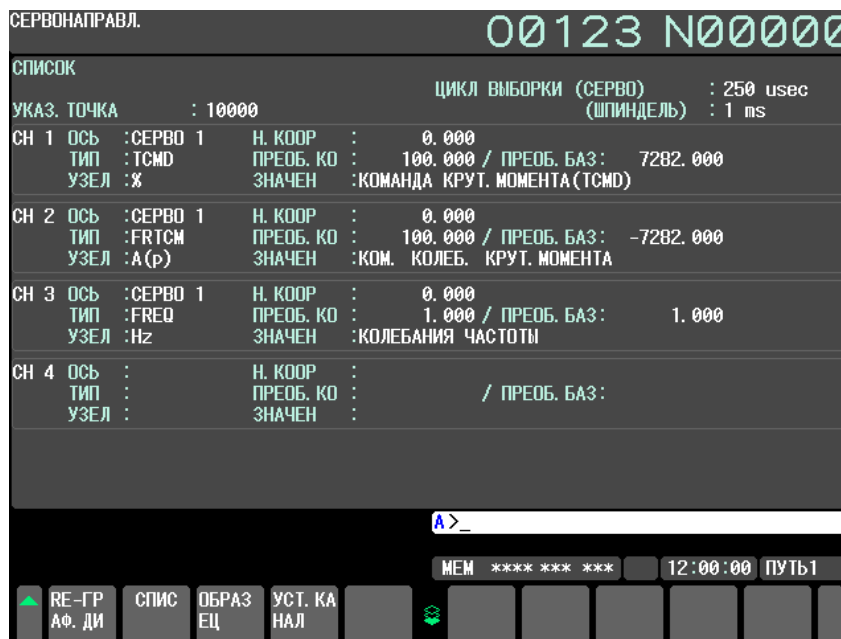 СЕРВОНАПРАВЛ.
O0123 N00000
СПИСОК
ЦИКЛ ВЫБОРКИ (СЕРВО) : 250 usec
УКАЗ. ТОЧКА : 10000 (ШПИНДЕЛЬ) : 1 ms
CH 1 ОСЬ :СЕРВО 1 Н. КООР : 0.000
ТИП :TCMD ПРЕОБ. КО : 100.000 / ПРЕОБ. БАЗ: 7282.000
УЗЕЛ :% ЗНАЧЕН :КОМАНДА КРУТ. МОМЕНТА(TCMD)
CH 2 ОСЬ :СЕРВО 1 Н. КООР : 0.000
ТИП :FRTCM ПРЕОБ. КО : 100.000 / ПРЕОБ. БАЗ: -7282.000
УЗЕЛ :A(p) ЗНАЧЕН :КОМ. КОЛЕБ. КРУТ. МОМЕНТА
CH 3 ОСЬ :СЕРВО 1 Н. КООР : 0.000
ТИП :FREQ ПРЕОБ. КО : 1.000 / ПРЕОБ. БАЗ: 1.000
УЗЕЛ :Hz ЗНАЧЕН :КОЛЕБАНИЯ ЧАСТОТЫ
CH 4 ОСЬ : Н. КООР :
ТИП : ПРЕОБ. КО : / ПРЕОБ. БАЗ:
УЗЕЛ : ЗНАЧЕН :
A >_
MEM **** *** *** 12:00:00 ПУТЬ1
RE-ГР СПИС ОБРАЗ УСТ. КА
АФ. ДИ ЕЦ НАЛ